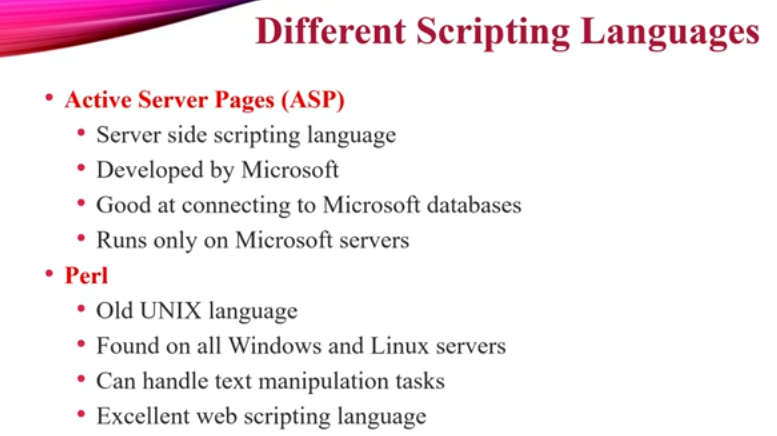 Different Scripting Languages
• Active Server Pages (ASP)
• Server side scripting language
• Developed by Microsoft
• Good at connecting to Microsoft databases
• Runs only on Microsoft servers
• Perl
• Old UNIX language
• Found on all Windows and Linux servers
• Can handle text manipulation tasks
• Excellent web scripting language